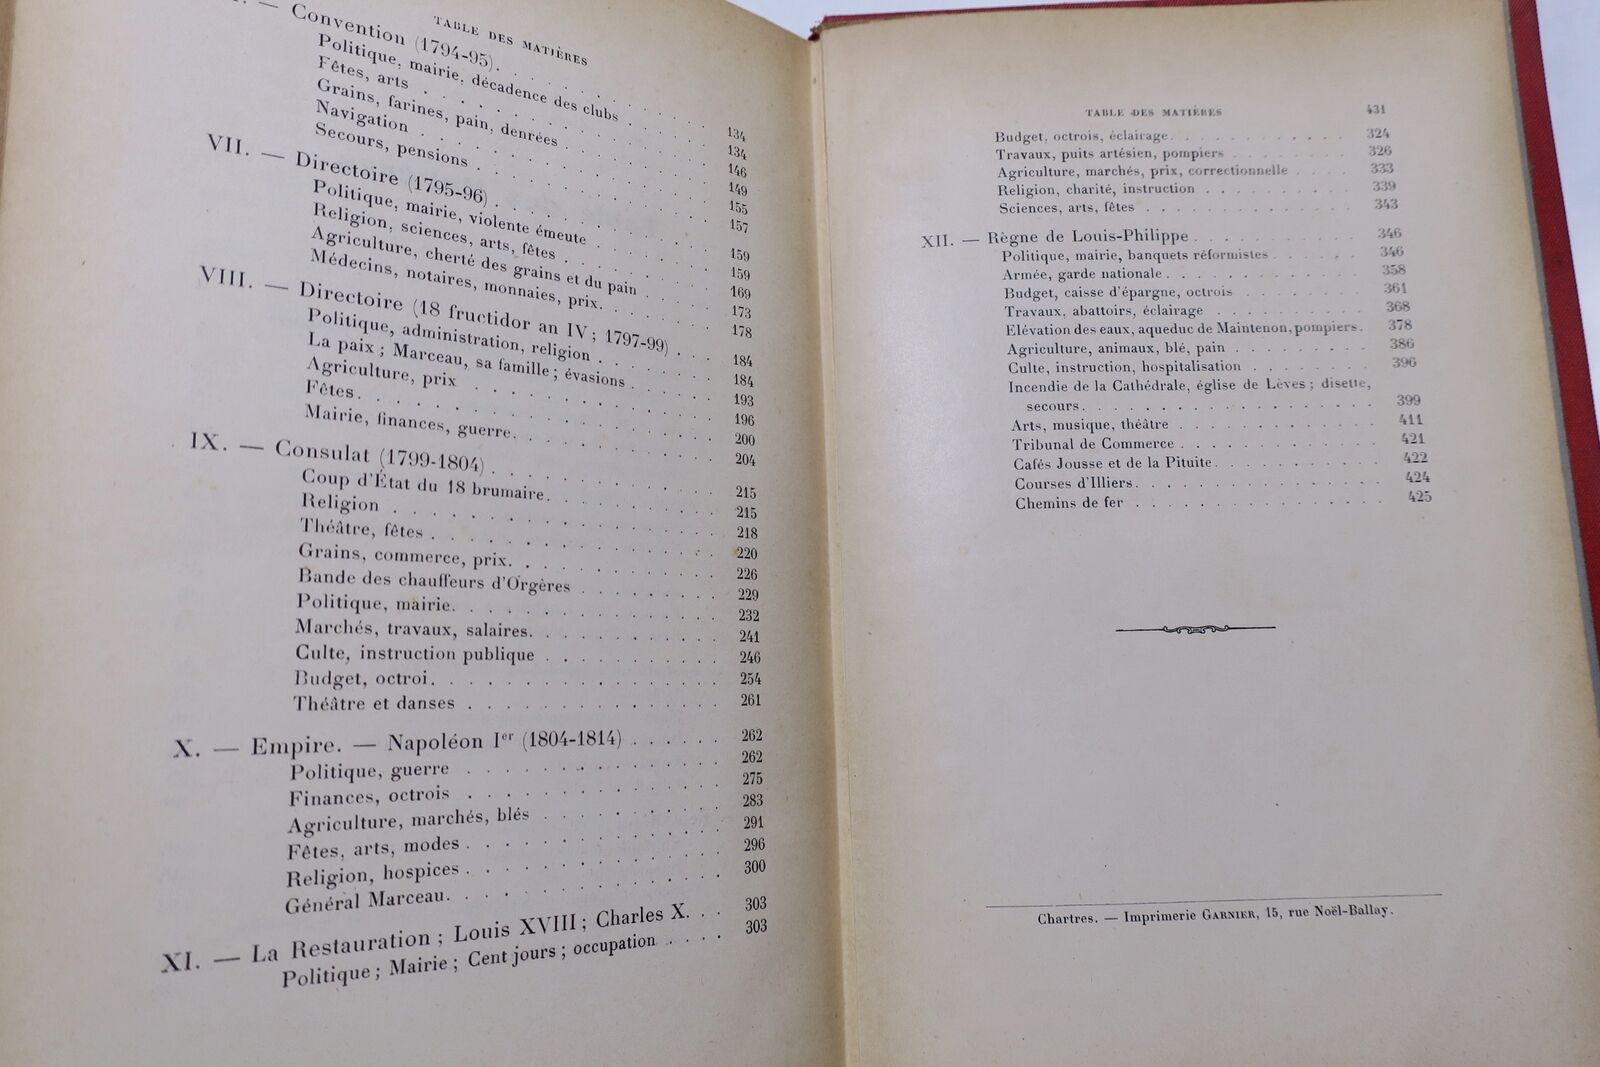 TABLE DES MATIÈRES
— Convention (1794-95). . . . . . 134
Politique, mairie, décadence des clubs . . . 134
Fêtes, arts . . . . . . 146
Grains, farines, pain, denrées . . . . . . 149
Navigation . . . . . . 155
Secours, pensions . . . . . . 157
VII. — Directoire (1795-96) . . . . . . 159
Politique, mairie, violente émeute . . . . . . 159
Religion, sciences, arts, fêtes . . . . . . 169
Agriculture, cherté des grains et du pain . . . . 173
Médecins, notaires, monnaies, prix. . . . . . 178
VIII. — Directoire (18 fructidor an IV ; 1797-99) . . . 184
Politique, administration, religion . . . . . . 184
La paix ; Marceau, sa famille ; évasions . . . . . 193
Agriculture, prix . . . . . . 196
Fêtes. . . . . . . 200
Mairie, finances, guerre. . . . . . . 204
IX. — Consulat (1799-1804) . . . . . . 215
Coup d'État du 18 brumaire. . . . . . . 215
Religion . . . . . . 218
Théâtre, fêtes . . . . . . 220
Grains, commerce, prix. . . . . . . 226
Bande des chauffeurs d'Orgères . . . . . . 229
Politique, mairie. . . . . . . 232
Marchés, travaux, salaires. . . . . . . 241
Culte, instruction publique . . . . . . 246
Budget, octroi. . . . . . . 254
Théâtre et danses . . . . . . 261
X. — Empire. — Napoléon Ier (1804-1814) . . . . . . 262
Politique, guerre . . . . . . 262
Finances, octrois . . . . . . 275
Agriculture, marchés, blés . . . . . . 283
Fêtes, arts, modes . . . . . . 291
Religion, hospices . . . . . . 296
Général Marceau. . . . . . . 300
XI. — La Restauration ; Louis XVIII ; Charles X. . . 303
Politique ; Mairie ; Cent jours ; occupation . . . . 303
TABLE DES MATIÈRES 431
Budget, octrois, éclairage. . . . . . . 324
Travaux, puits artésien, pompiers . . . . . . 326
Agriculture, marchés, prix, correctionnelle . . . . 333
Religion, charité, instruction . . . . . . 339
Sciences, arts, fêtes . . . . . . 343
XII. — Règne de Louis-Philippe . . . . . . 346
Politique, mairie, banquets réformistes . . . . . . 346
Armée, garde nationale . . . . . . 358
Budget, caisse d'épargne, octrois . . . . . . 361
Travaux, abattoirs, éclairage . . . . . . 368
Elévation des eaux, aqueduc de Maintenon, pompiers. 378
Agriculture, animaux, blé, pain . . . . . . 386
Culte, instruction, hospitalisation . . . . . . 396
Incendie de la Cathédrale, église de Lèves ; disette,
secours. . . . . . . 399
Arts, musique, théâtre . . . . . . 411
Tribunal de Commerce . . . . . . 421
Cafés Jousse et de la Pituite. . . . . . . 422
Courses d'Illiers. . . . . . . 424
Chemins de fer . . . . . . 425
Chartres. — Imprimerie GARNIER, 15, rue Noël-Ballay.